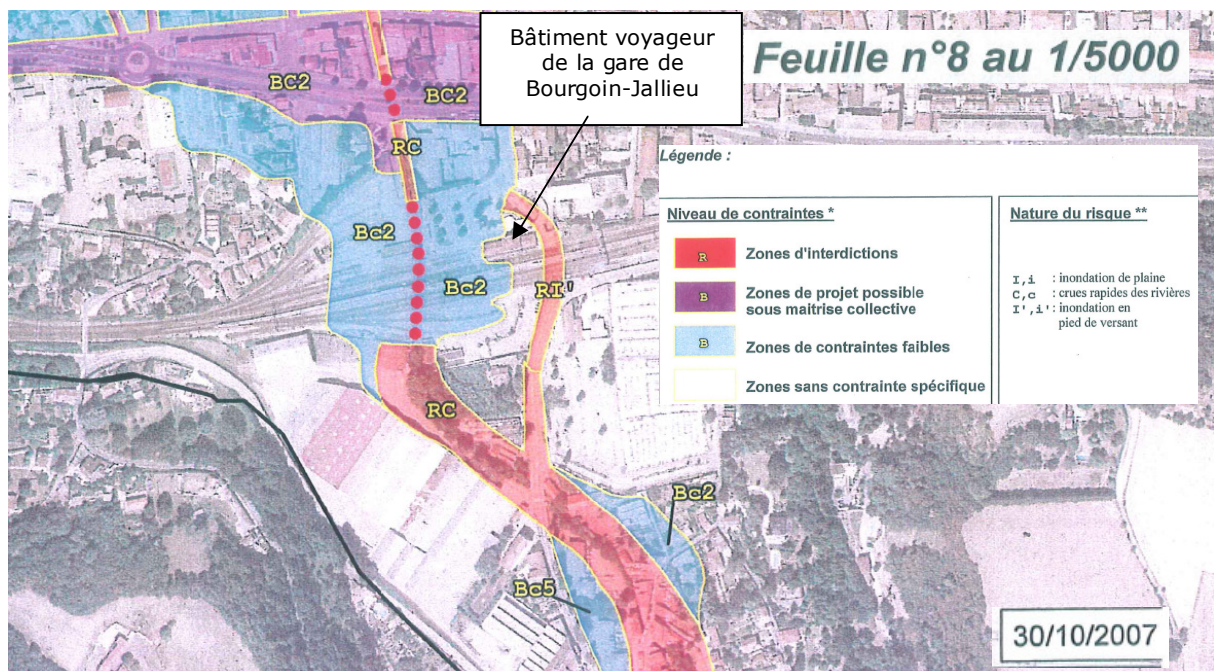 Bâtiment voyageur
de la gare de
Bourgoin-Jallieu
Feuille n°8 au 1/5000
BC2
BC2
RC
Bc2
Bc2
RI'
RC
Bc2
Bc5
Légende :
Niveau de contraintes *
R
Zones d'interdictions
B
Zones de projet possible
sous maitrise collective
B
Zones de contraintes faibles
Zones sans contrainte spécifique
Nature du risque **
I,i : inondation de plaine
C,c : crues rapides des rivières
I',i': inondation en
pied de versant
30/10/2007